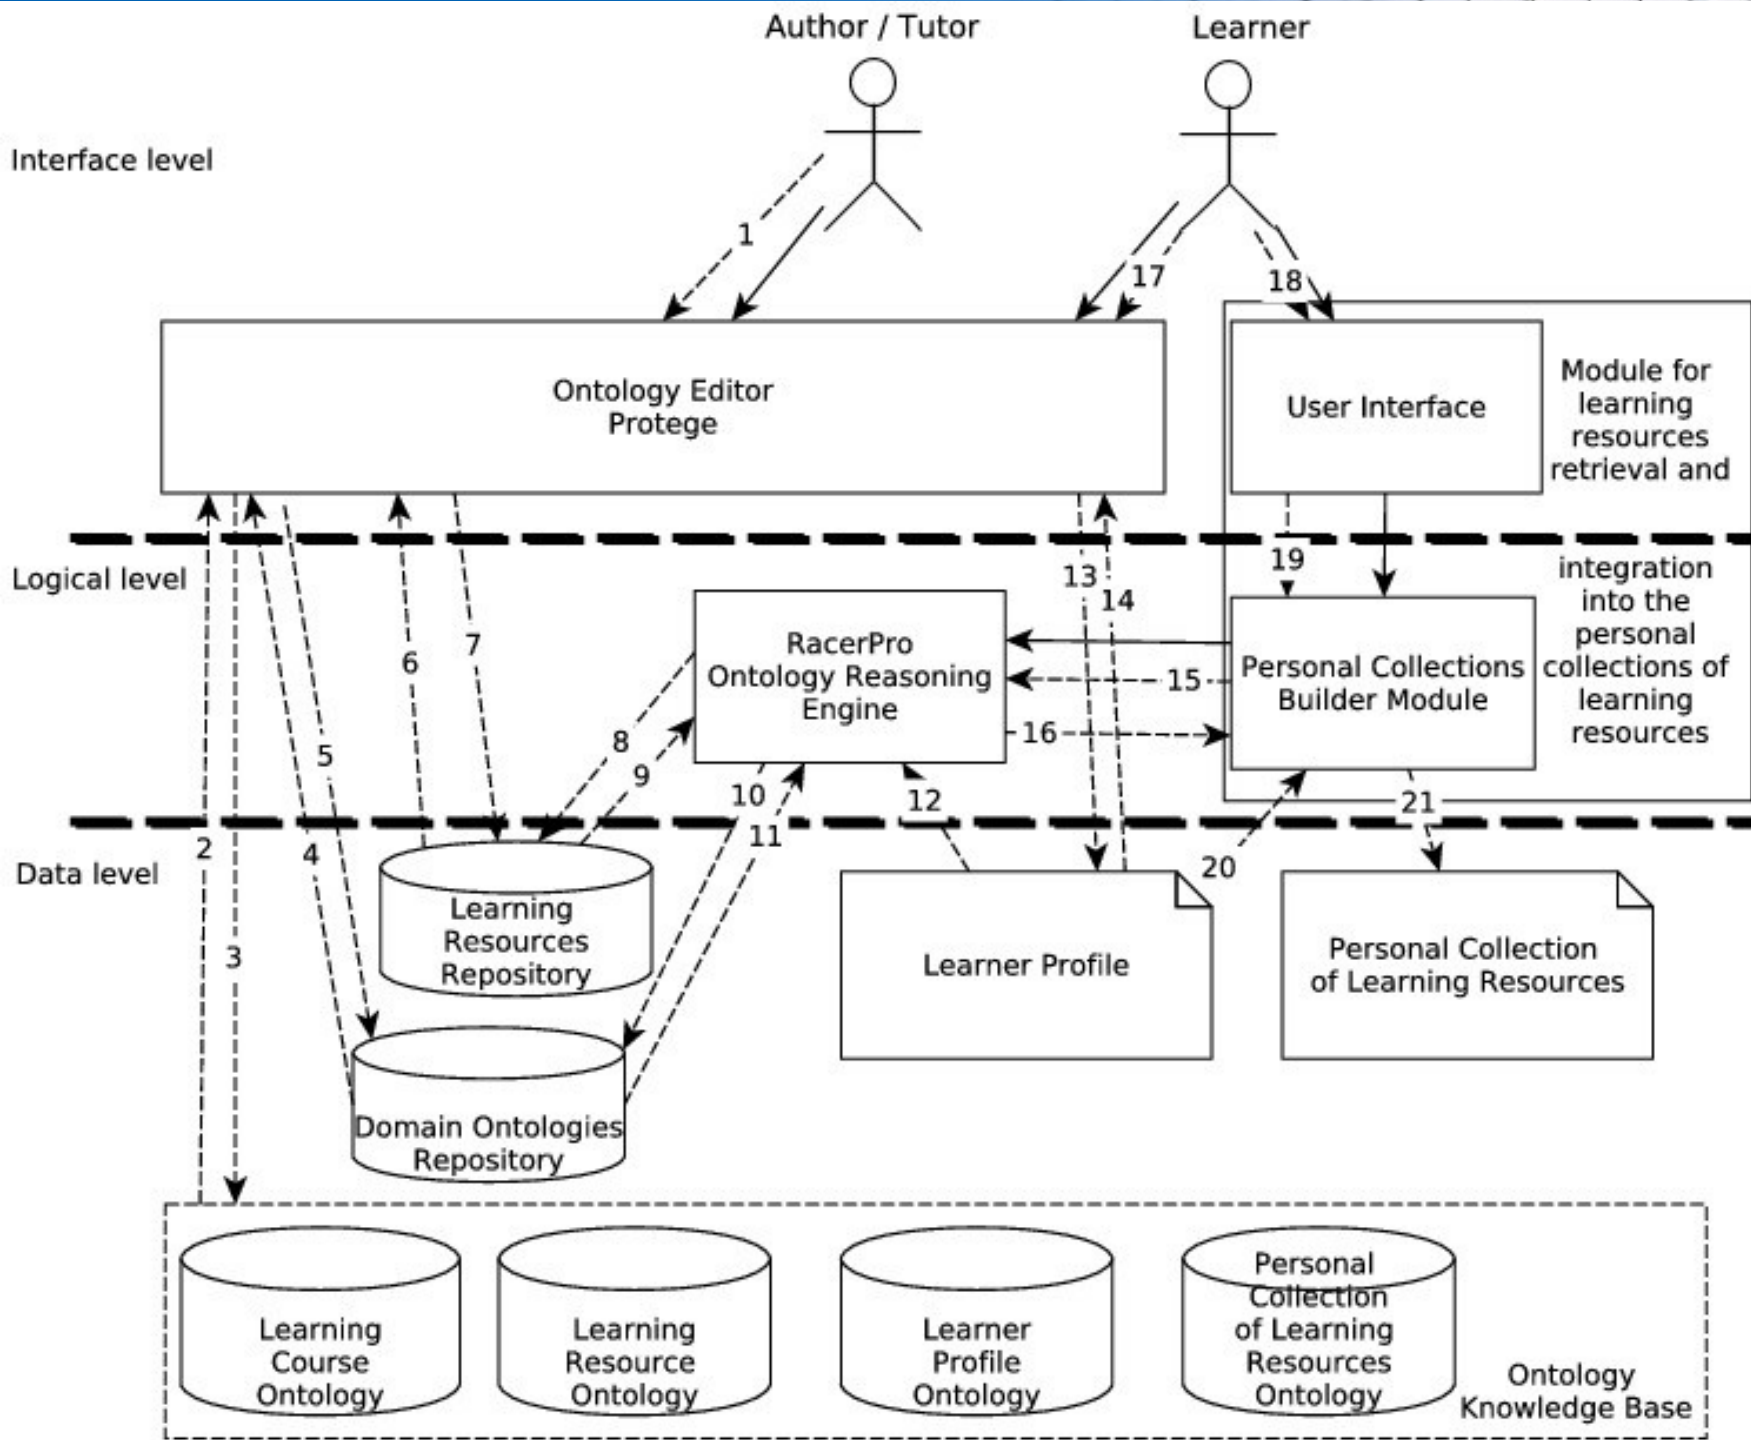 Author / Tutor
Learner
Interface level
1
17
18
Ontology Editor
Protege
User Interface
Module for
learning
resources
retrieval and
Logical level
19
13
14
integration
into the
personal
collections of
learning
resources
6
7
RacerPro
Ontology Reasoning
Engine
15
16
Personal Collections
Builder Module
5
8
9
10
11
12
21
20
Data level
2
4
3
Learning
Resources
Repository
Learner Profile
Personal Collection
of Learning Resources
Domain Ontologies
Repository
Learning
Course
Ontology
Learning
Resource
Ontology
Learner
Profile
Ontology
Personal
Collection
of Learning
Resources
Ontology
Ontology
Knowledge Base